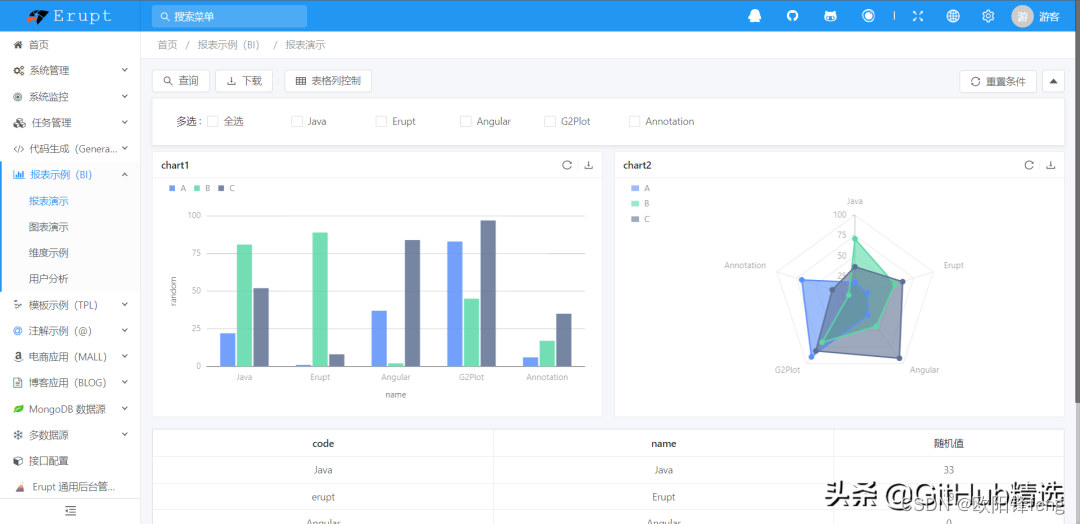 Erupt
搜索菜单
游
游客
首页
系统管理
系统监控
任务管理
代码生成（Genera...
报表示例（BI）
报表演示
图表演示
维度示例
用户分析
模板示例（TPL）
注解示例（@）
电商应用（MALL）
博客应用（BLOG）
MongoDB 数据源
多数据源
接口配置
Erupt 通用后台管...
首页 / 报表示例（BI） / 报表演示
查询 下载 表格列控制 重置条件
多选： 全选 Java Erupt Angular G2Plot Annotation
chart1
A B C
100
75
50
25
0
random
Java Erupt Angular G2Plot Annotation
name
chart2
A
B
C
Java
100
75
50
25
Annotation
Erupt
G2Plot
Angular
code name 随机值
Java Java 33
erupt Erupt
Angular Angular 0
头条 @GitHub精选
CSDN @欧阳锋feng